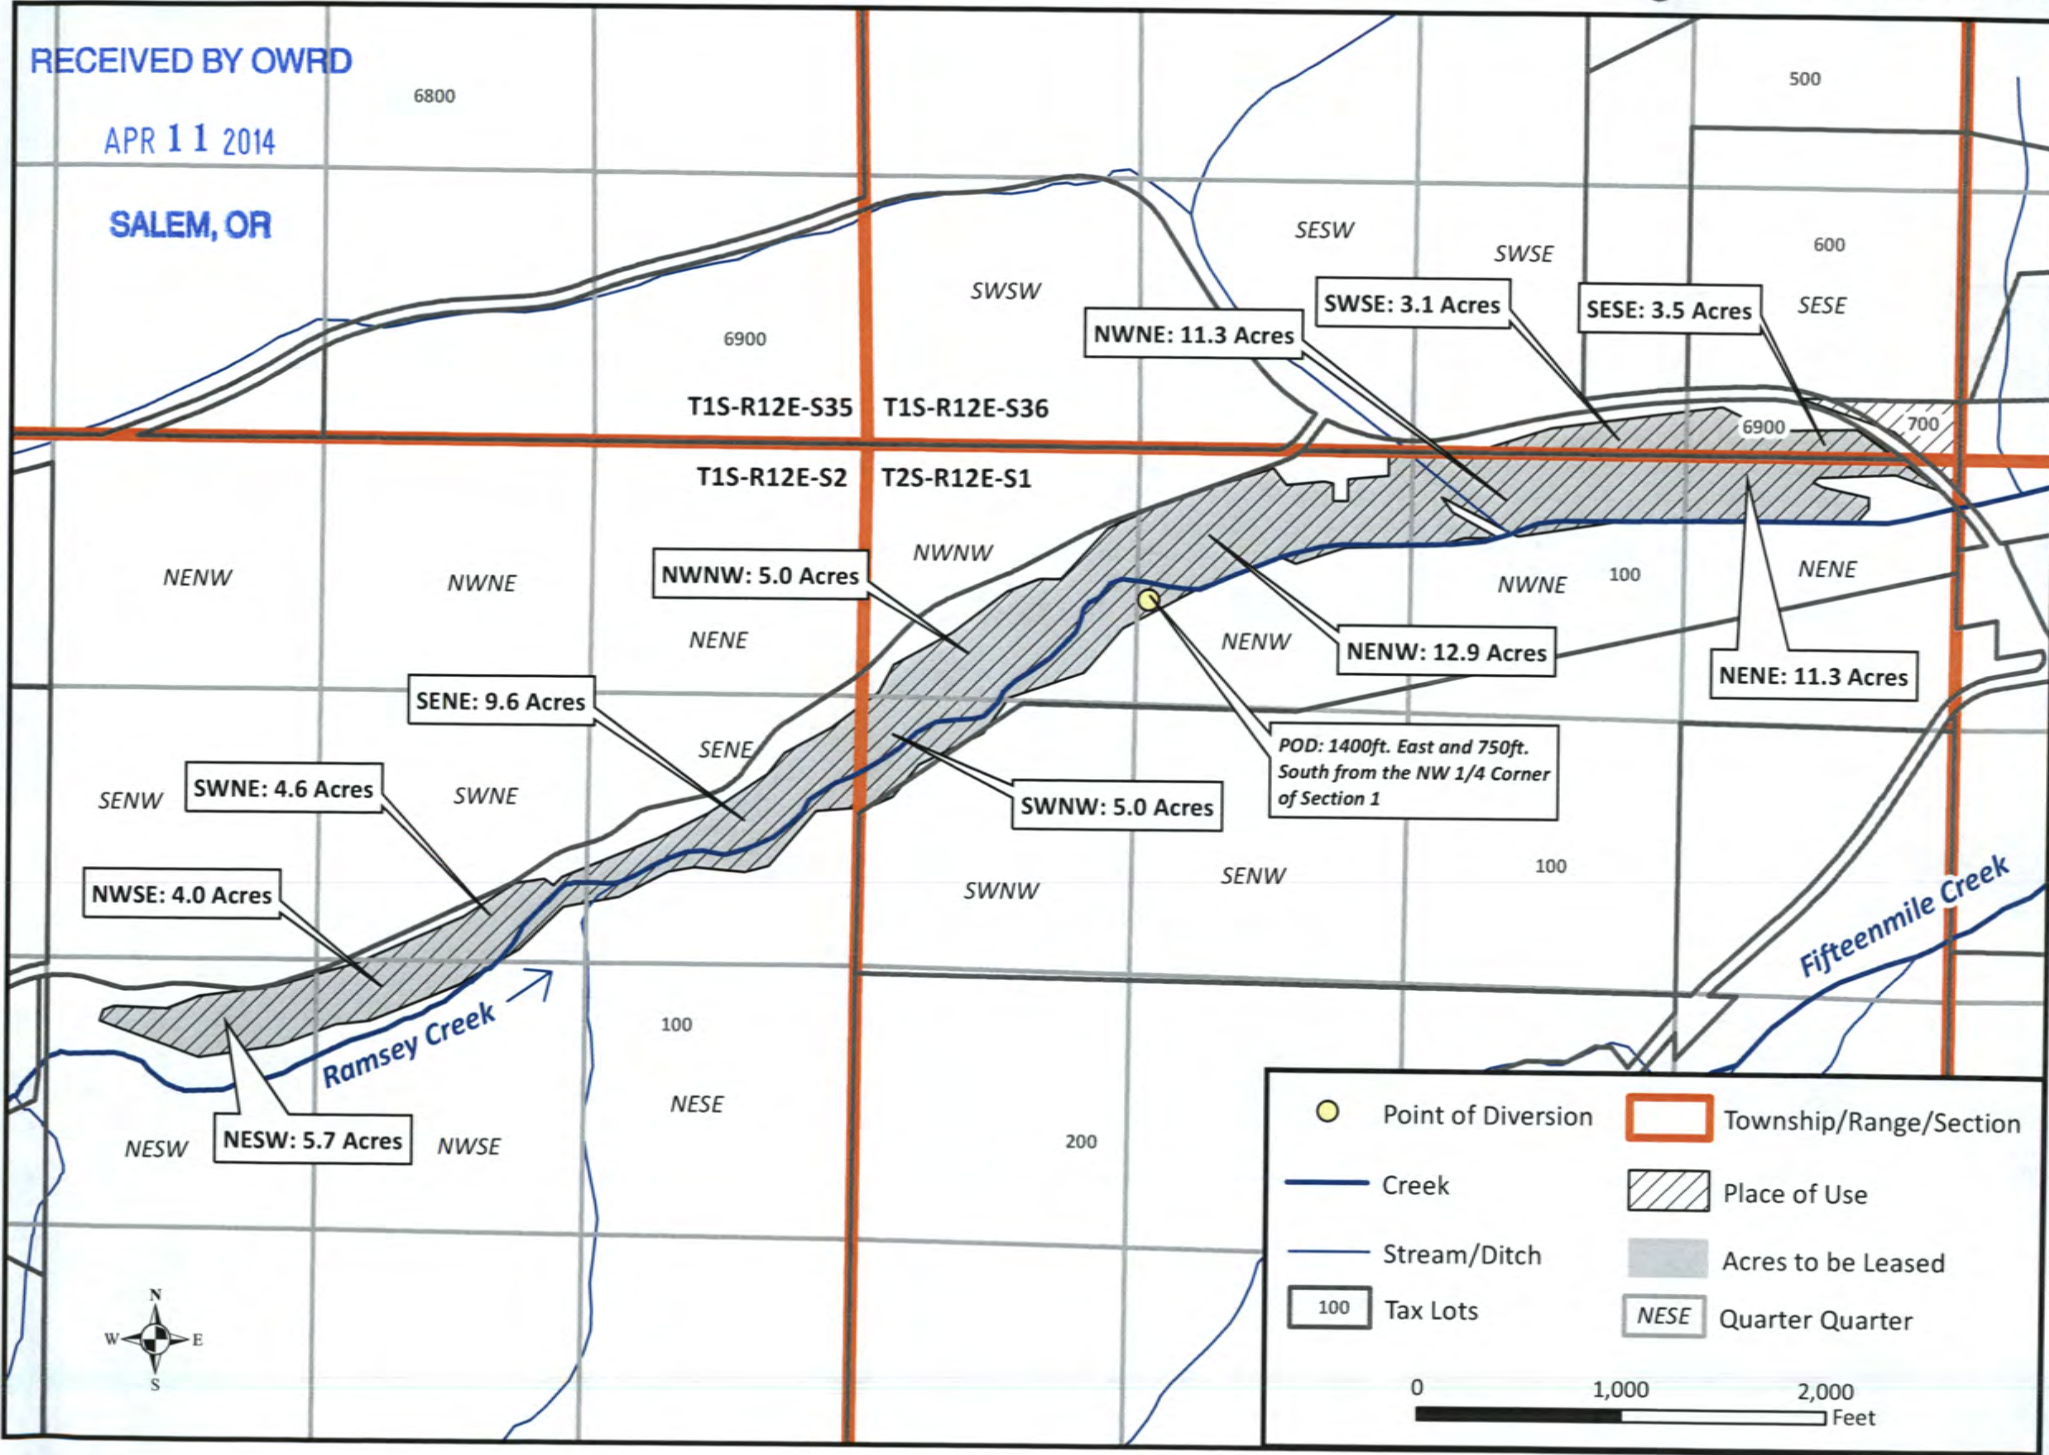 RECEIVED BY OWRD
APR 11 2014
SALEM, OR
6800
500
SESW
SWSE
600
SESE
SWSW
6900
NWNE: 11.3 Acres
SWSE: 3.1 Acres
SESE: 3.5 Acres
T1S-R12E-S35
T1S-R12E-S36
6900
700
T1S-R12E-S2
T2S-R12E-S1
NENW
NWNE
NENE
NWNW: 5.0 Acres
NWNW
NENW
NWNE
100
NENE
NENW: 12.9 Acres
NENE: 11.3 Acres
SENE: 9.6 Acres
SENE
POD: 1400ft. East and 750ft.
South from the NW 1/4 Corner
of Section 1
SENW
SWNE: 4.6 Acres
SWNE
SWNW: 5.0 Acres
NWSE: 4.0 Acres
SWNW
SENW
100
Fifteenmile Creek
Ramsey Creek
100
NESE
NESW
NESW: 5.7 Acres
NWSE
200
Point of Diversion
Township/Range/Section
Creek
Place of Use
Stream/Ditch
Acres to be Leased
100
Tax Lots
NESE
Quarter Quarter
N
W
E
S
0
1,000
2,000
Feet